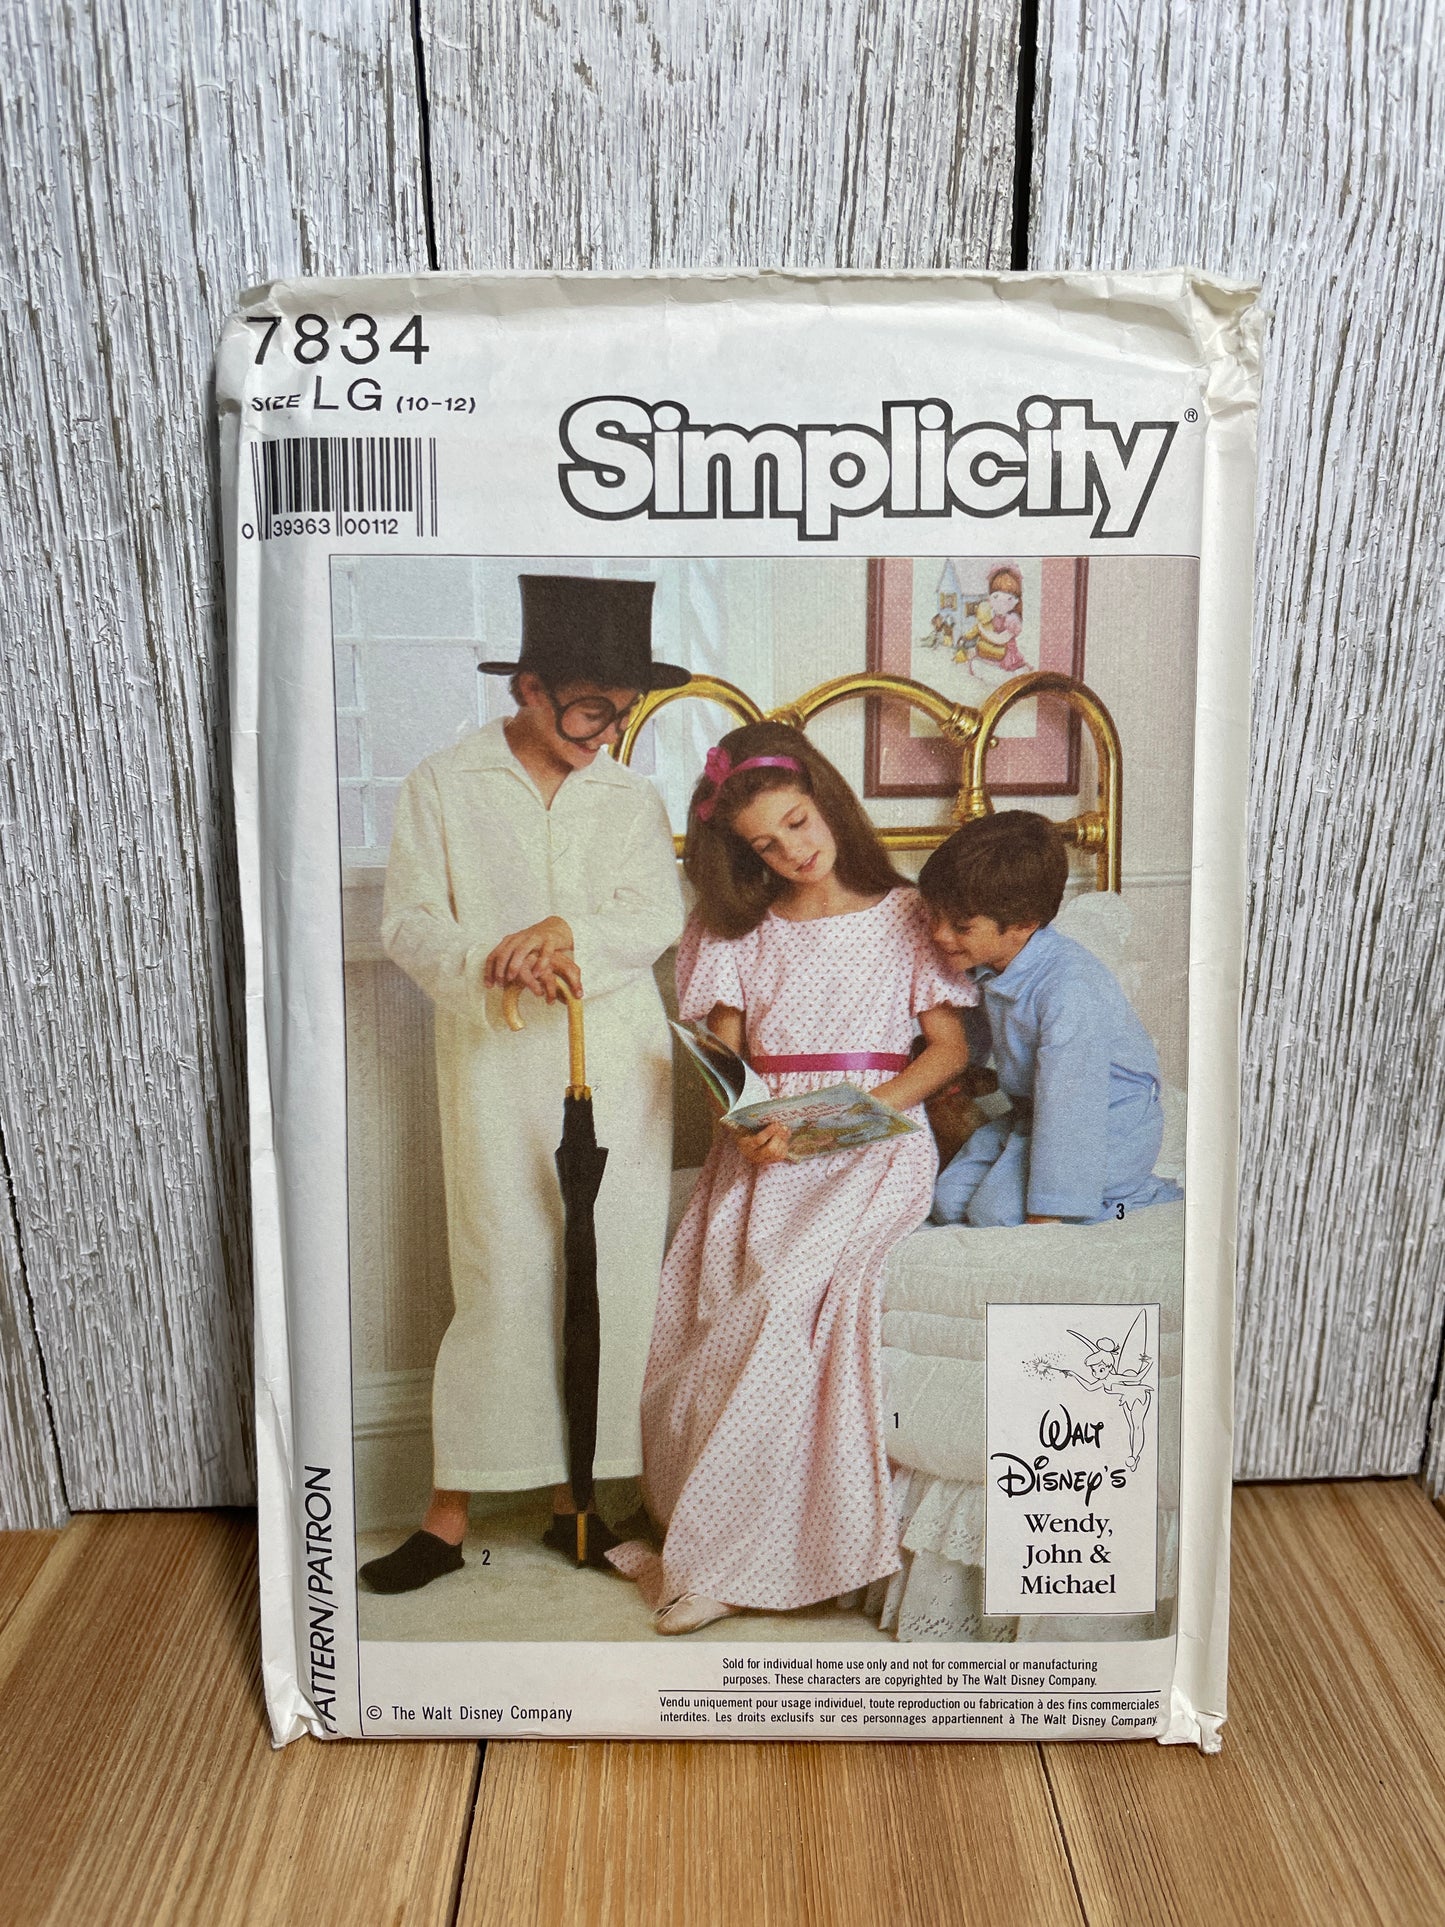 7834
SIZE LG (10-12)
Simplicity®
0 39363 00112
3
1
2
Walt
Disney's
Wendy,
John &
Michael
PATTERN/PATRON
Sold for individual home use only and not for commercial or manufacturing
purposes. These characters are copyrighted by The Walt Disney Company.
Vendu uniquement pour usage individuel, toute reproduction ou fabrication à des fins commerciales
interdites. Les droits exclusifs sur ces personnages appartiennent à The Walt Disney Company.
© The Walt Disney Company